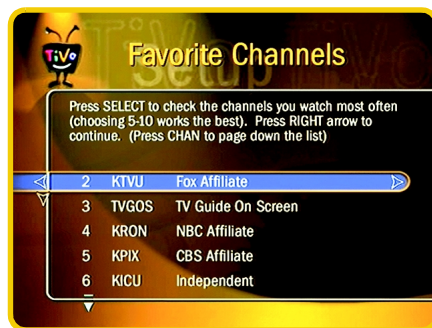 TiVo
Favorite Channels
Press SELECT to check the channels you watch most often
(choosing 5-10 works the best). Press RIGHT arrow to
continue. (Press CHAN to page down the list)
2 KTVU Fox Affiliate
3 TVGOS TV Guide On Screen
4 KRON NBC Affiliate
5 KPIX CBS Affiliate
6 KICU Independent